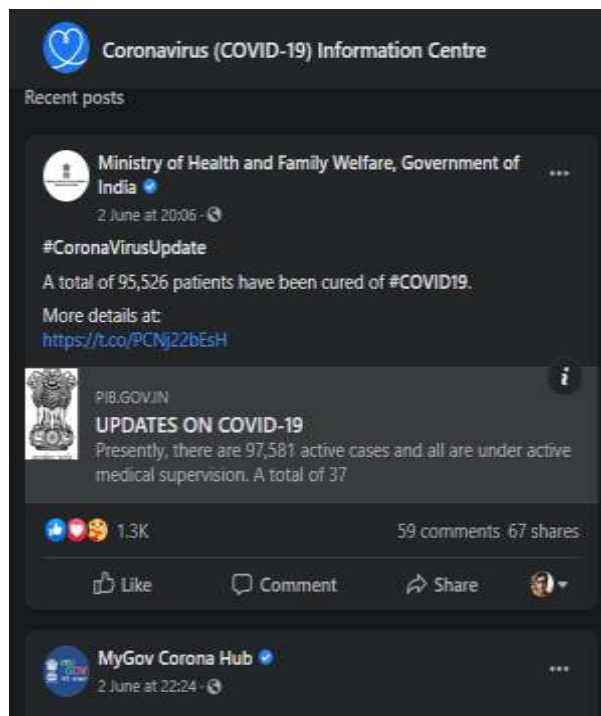 Coronavirus (COVID-19) Information Centre
Recent posts
Ministry of Health and Family Welfare, Government of
India
2 June at 20:06 ·
#CoronaVirusUpdate
A total of 95,526 patients have been cured of #COVID19.
More details at:
https://t.co/PCNj22bEsH
PIB.GOV.IN
UPDATES ON COVID-19
Presently, there are 97,581 active cases and all are under active
medical supervision. A total of 37
1.3K
59 comments 67 shares
Like
Comment
Share
MyGov Corona Hub
2 June at 22:24 ·